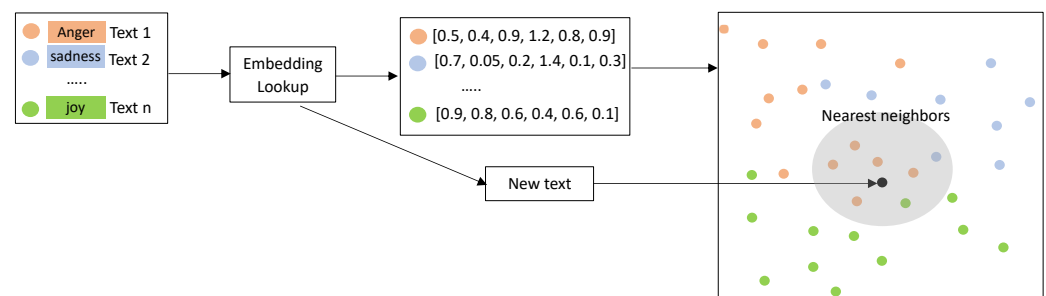 Anger Text 1
sadness Text 2
.....
joy Text n
Embedding
Lookup
[0.5, 0.4, 0.9, 1.2, 0.8, 0.9]
[0.7, 0.05, 0.2, 1.4, 0.1, 0.3]
.....
[0.9, 0.8, 0.6, 0.4, 0.6, 0.1]
New text
Nearest neighbors